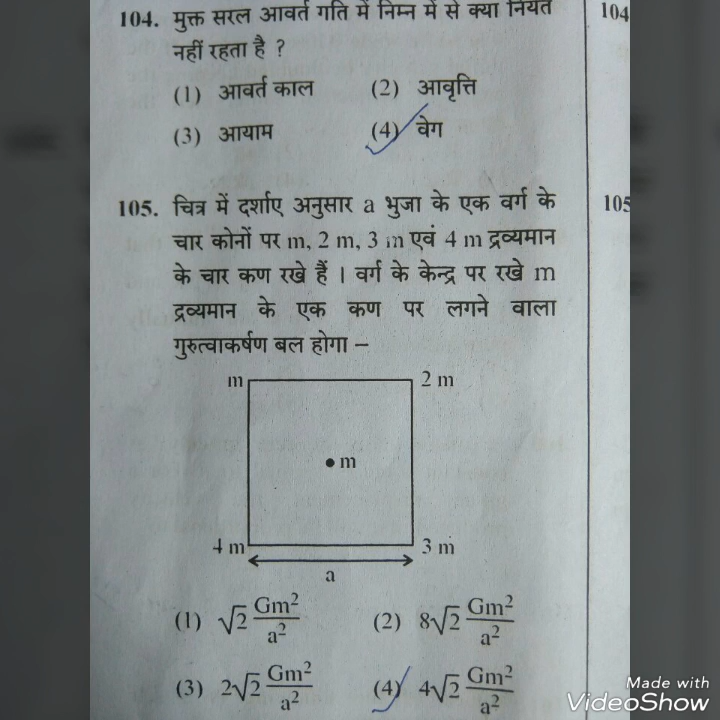 104. मुक्त सरल आवर्त गति में निम्न में से क्या नियत
नहीं रहता है ?
(1) आवर्त काल (2) आवृत्ति
(3) आयाम (4) वेग
105. चित्र में दर्शाए अनुसार a भुजा के एक वर्ग के
चार कोनों पर m, 2 m, 3 m एवं 4 m द्रव्यमान
के चार कण रखे हैं । वर्ग के केन्द्र पर रखे m
द्रव्यमान के एक कण पर लगने वाला
गुरुत्वाकर्षण बल होगा –
m 2 m
m
4 m 3 m
a
(1) √2 Gm²/a² (2) 8√2 Gm²/a²
(3) 2√2 Gm²/a² (4) 4√2 Gm²/a²
104
105
Made with
VideoShow